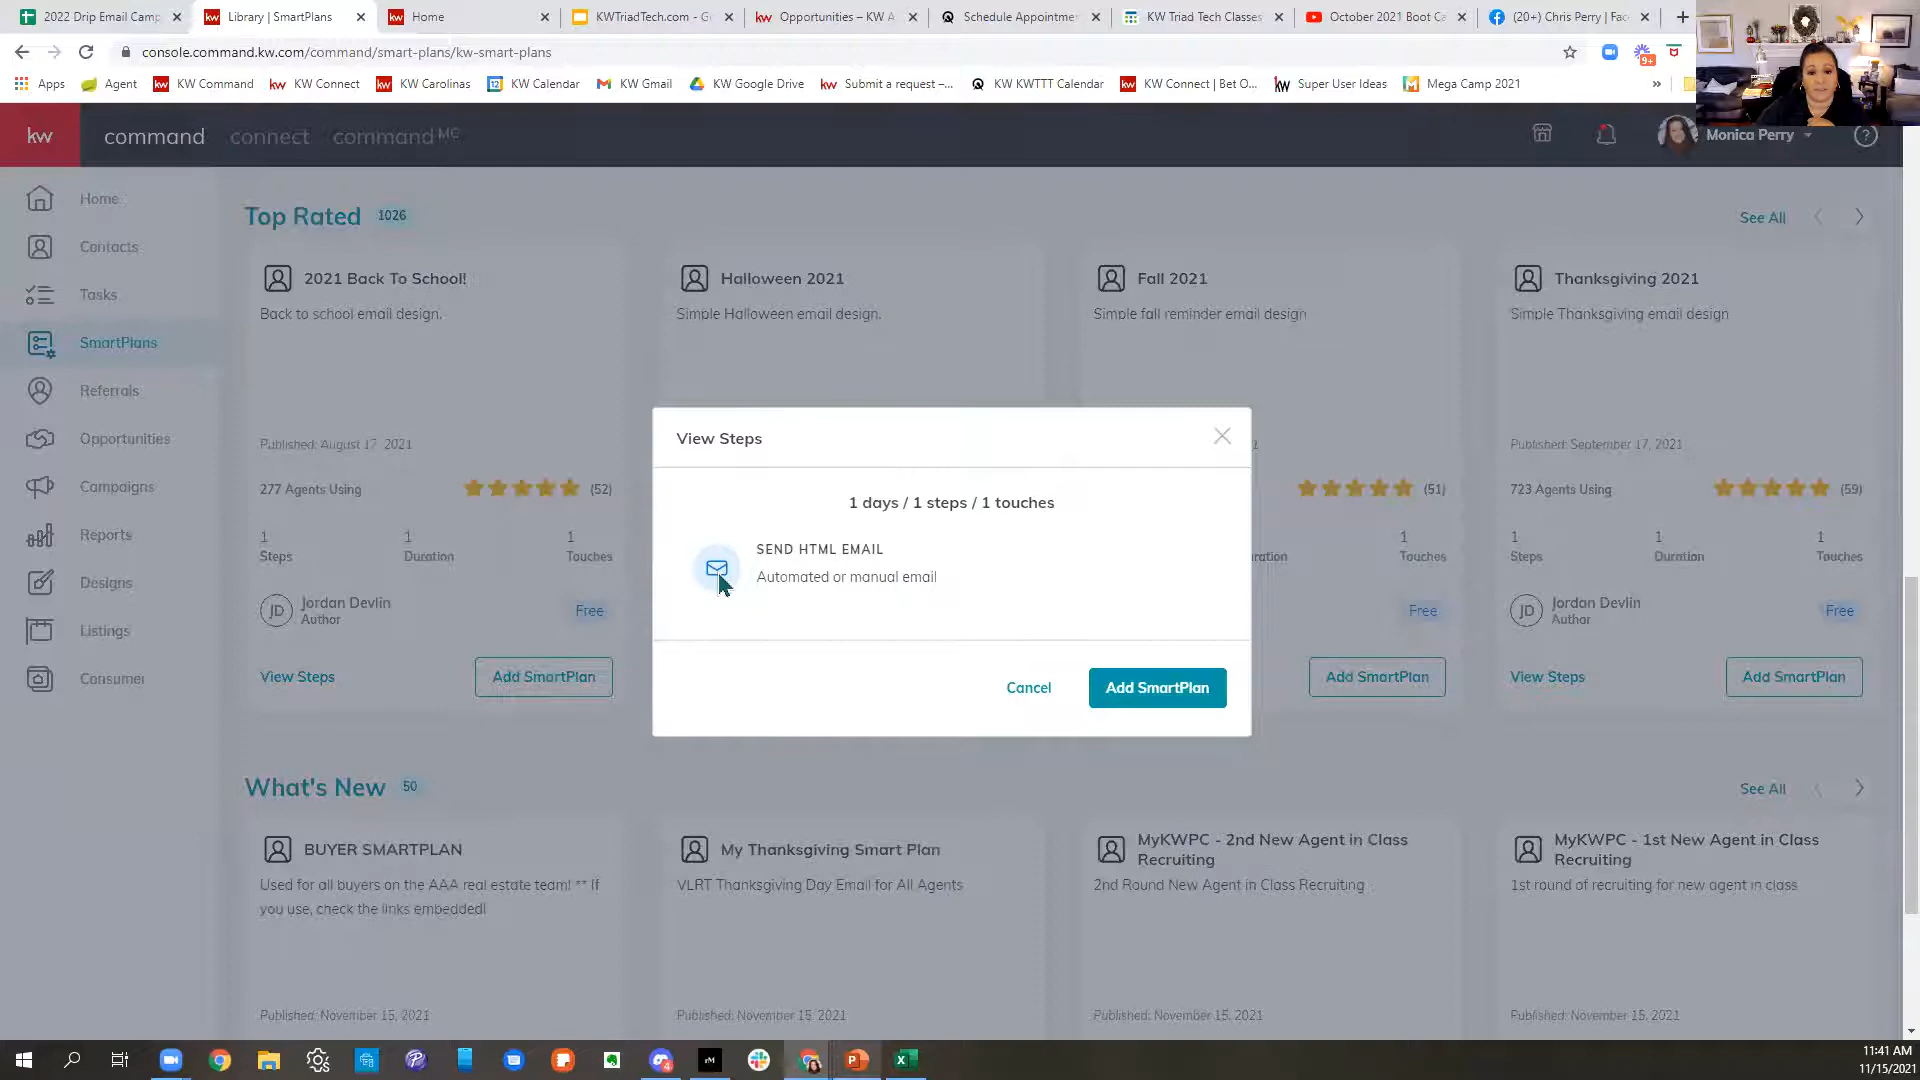 2022 Drip Email Camp
Library | SmartPlans
Home
KWTriadTech.com - G
Opportunities – KW A
Schedule Appointme
KW Triad Tech Classes
October 2021 Boot Ca
(20+) Chris Perry | Fac
console.command.kw.com/command/smart-plans/kw-smart-plans
9+
Apps
Agent
KW Command
KW Connect
KW Carolinas
KW Calendar
KW Gmail
KW Google Drive
Submit a request –...
KW KWTTT Calendar
KW Connect | Bet O...
Super User Ideas
Mega Camp 2021
kw
command
connect
command MC
Monica Perry
Home
Contacts
Tasks
SmartPlans
Referrals
Opportunities
Campaigns
Reports
Designs
Listings
Consumer
Top Rated 1026
See All
2021 Back To School!
Back to school email design.
Published: August 17, 2021
277 Agents Using
(52)
1 Steps
1 Duration
1 Touches
JD
Jordan Devlin
Author
Free
View Steps
Add SmartPlan
Halloween 2021
Simple Halloween email design.
Fall 2021
Simple fall reminder email design
(51)
1
Touches
Free
Add SmartPlan
Thanksgiving 2021
Simple Thanksgiving email design
Published: September 17, 2021
723 Agents Using
(59)
1 Steps
1 Duration
1 Touches
JD
Jordan Devlin
Author
Free
View Steps
Add SmartPlan
View Steps
1 days / 1 steps / 1 touches
SEND HTML EMAIL
Automated or manual email
Cancel
Add SmartPlan
What's New 50
See All
BUYER SMARTPLAN
Used for all buyers on the AAA real estate team! ** If
you use, check the links embedded!
Published: November 15, 2021
My Thanksgiving Smart Plan
VLRT Thanksgiving Day Email for All Agents
Published: November 15, 2021
MyKWPC - 2nd New Agent in Class
Recruiting
2nd Round New Agent in Class Recruiting
Published: November 15, 2021
MyKWPC - 1st New Agent in Class
Recruiting
1st round of recruiting for new agent in class
Published: November 15, 2021
11:41 AM
11/15/2021